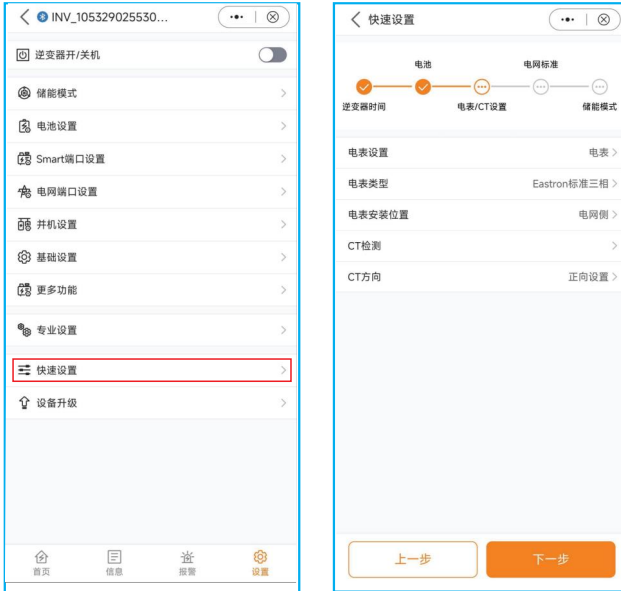 INV_105329025530...
逆变器开/关机
储能模式
电池设置
Smart端口设置
电网端口设置
并机设置
基础设置
更多功能
专业设置
快速设置
设备升级
首页
信息
报警
设置
快速设置
电池
电网标准
逆变器时间
电表/CT设置
储能模式
电表设置 电表
电表类型 Eastron标准三相
电表安装位置 电网侧
CT检测
CT方向 正向设置
上一步
下一步